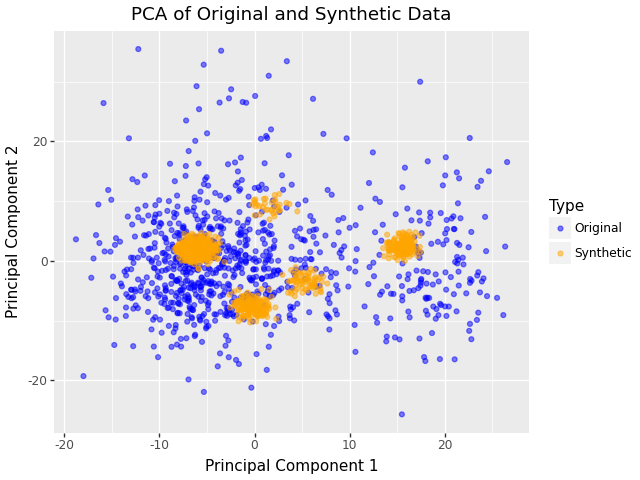 PCA of Original and Synthetic Data
Principal Component 2
20
0
-20
-20
-10
0
10
20
Principal Component 1
Type
Original
Synthetic